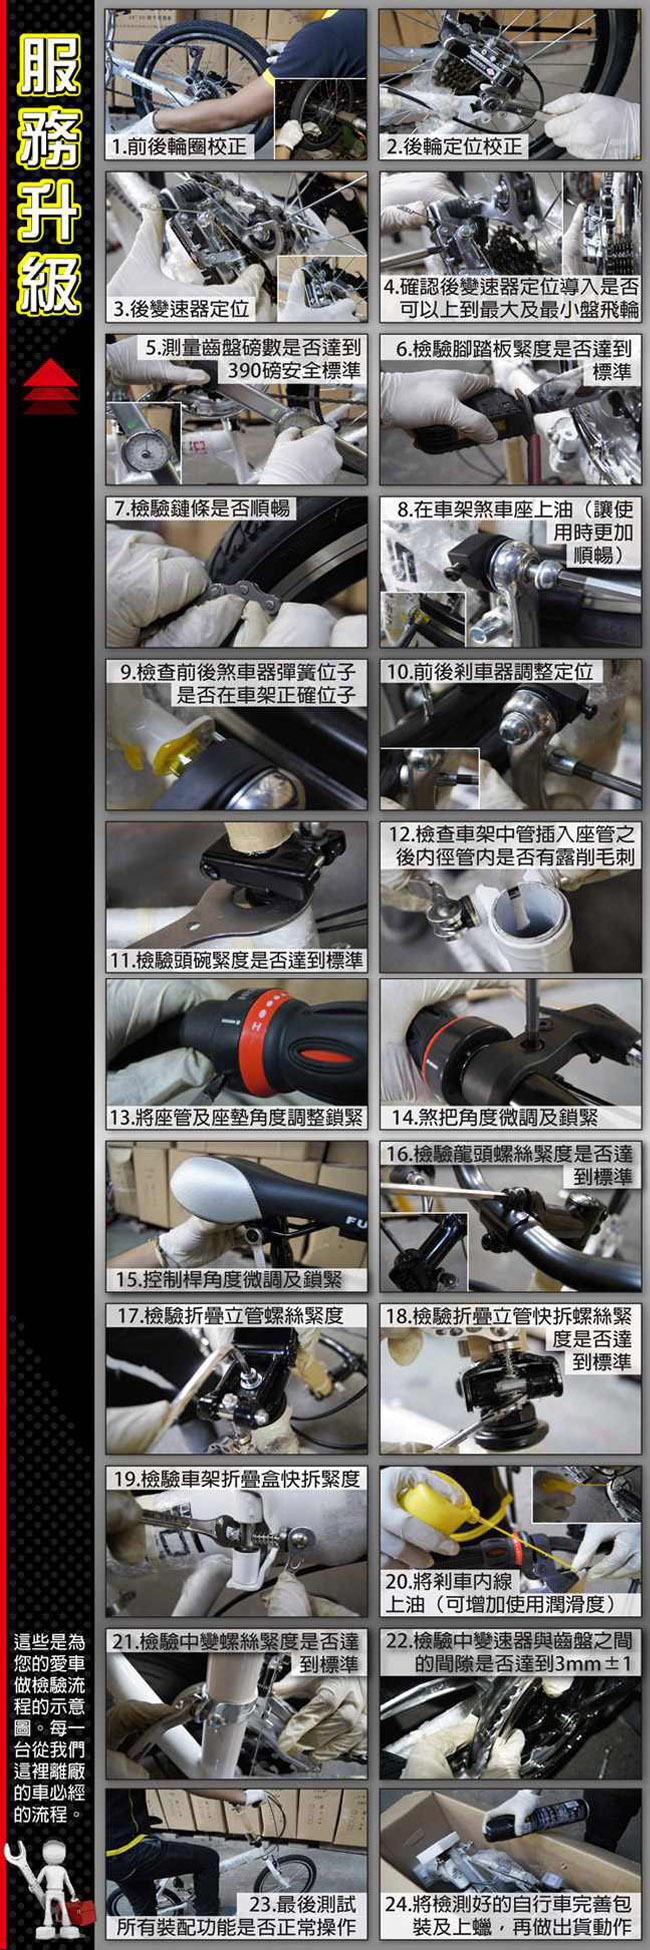 服務升級
1.前後輪圈校正
2.後輪定位校正
3.後變速器定位
4.確認後變速器定位導入是否
可以上到最大及最小盤飛輪
5.測量齒盤磅數是否達到
390磅安全標準
6.檢驗腳踏板緊度是否達到
標準
7.檢驗鏈條是否順暢
8.在車架煞車座上油（讓使
用時更加
順暢）
9.檢查前後煞車器彈簧位子
是否在車架正確位子
10.前後剎車器調整定位
11.檢驗頭碗緊度是否達到標準
12.檢查車架中管插入座管之
後內徑管內是否有露削毛刺
13.將座管及座墊角度調整鎖緊
14.煞把角度微調及鎖緊
15.控制桿角度微調及鎖緊
FU
16.檢驗龍頭螺絲緊度是否達
到標準
17.檢驗折疊立管螺絲緊度
18.檢驗折疊立管快拆螺絲緊
度是否達
到標準
19.檢驗車架折疊盒快拆緊度
20.將剎車內線
上油（可增加使用潤滑度）
21.檢驗中變螺絲緊度是否達
到標準
22.檢驗中變速器與齒盤之間
的間隙是否達到3mm±1
23.最後測試
所有裝配功能是否正常操作
24.將檢測好的自行車完善包
裝及上蠟，再做出貨動作
這些是為
您的愛車
做檢驗流
程的示意
圖。每一
台從我們
這裡離廠
的車必經
的流程。